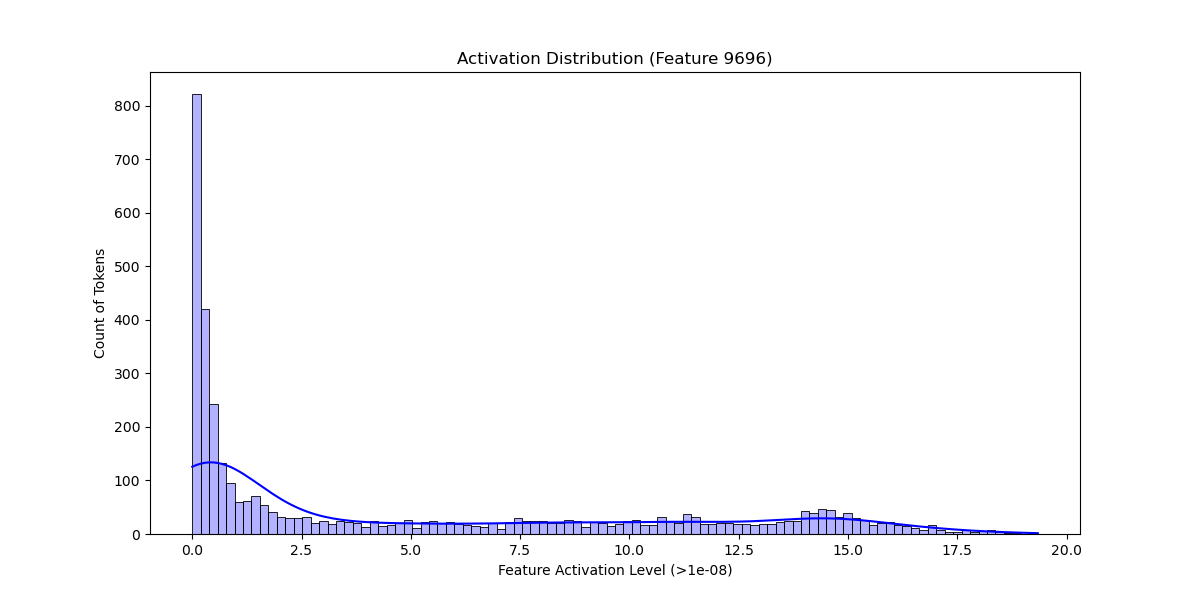 Activation Distribution (Feature 9696)
Count of Tokens
800
700
600
500
400
300
200
100
0
0.0 2.5 5.0 7.5 10.0 12.5 15.0 17.5 20.0
Feature Activation Level (>1e-08)